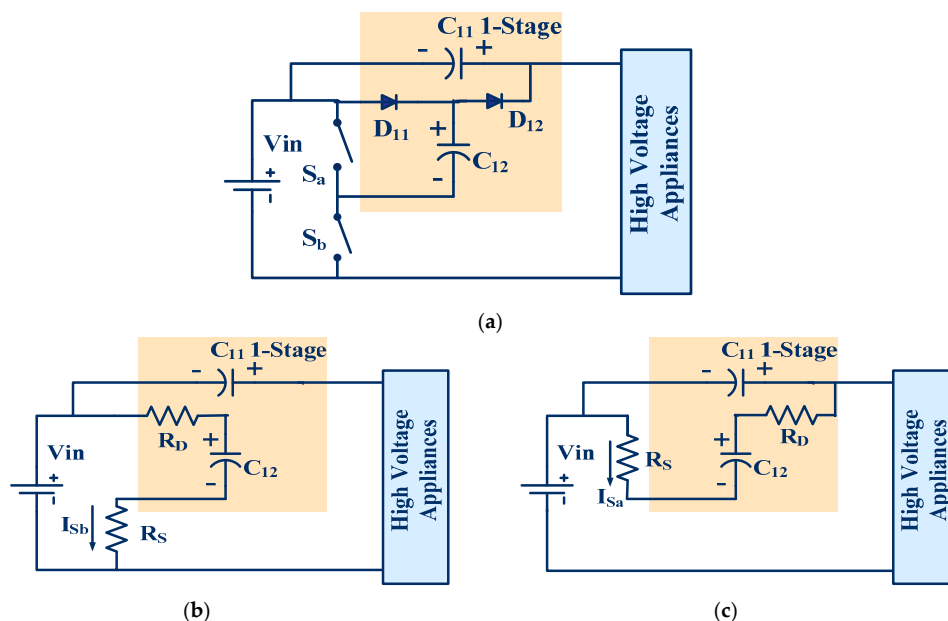 C11 1-Stage
- +
D11
D12
Vin
+
-
Sa
+
C12
-
Sb
High Voltage
Appliances
(a)
C11 1-Stage
- +
RD
+
C12
-
Vin
+
-
ISb
RS
High Voltage
Appliances
(b)
C11 1-Stage
- +
RD
+
C12
-
Vin
+
-
RS
ISa
High Voltage
Appliances
(c)